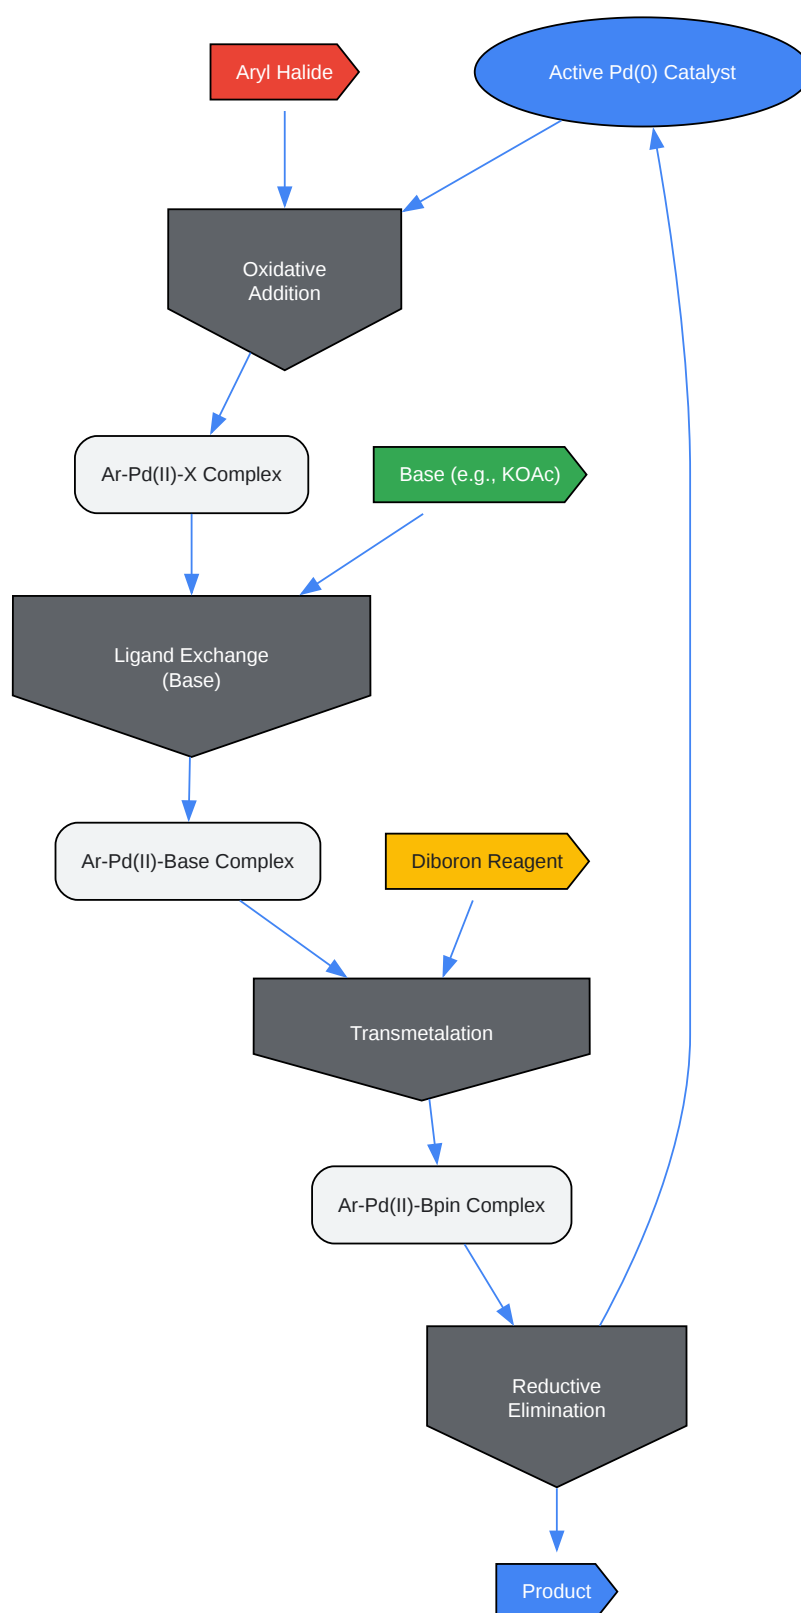 Aryl Halide
Active Pd(0) Catalyst
Oxidative
Addition
Ar-Pd(II)-X Complex
Base (e.g., KOAc)
Ligand Exchange
(Base)
Ar-Pd(II)-Base Complex
Diboron Reagent
Transmetalation
Ar-Pd(II)-Bpin Complex
Reductive
Elimination
Product